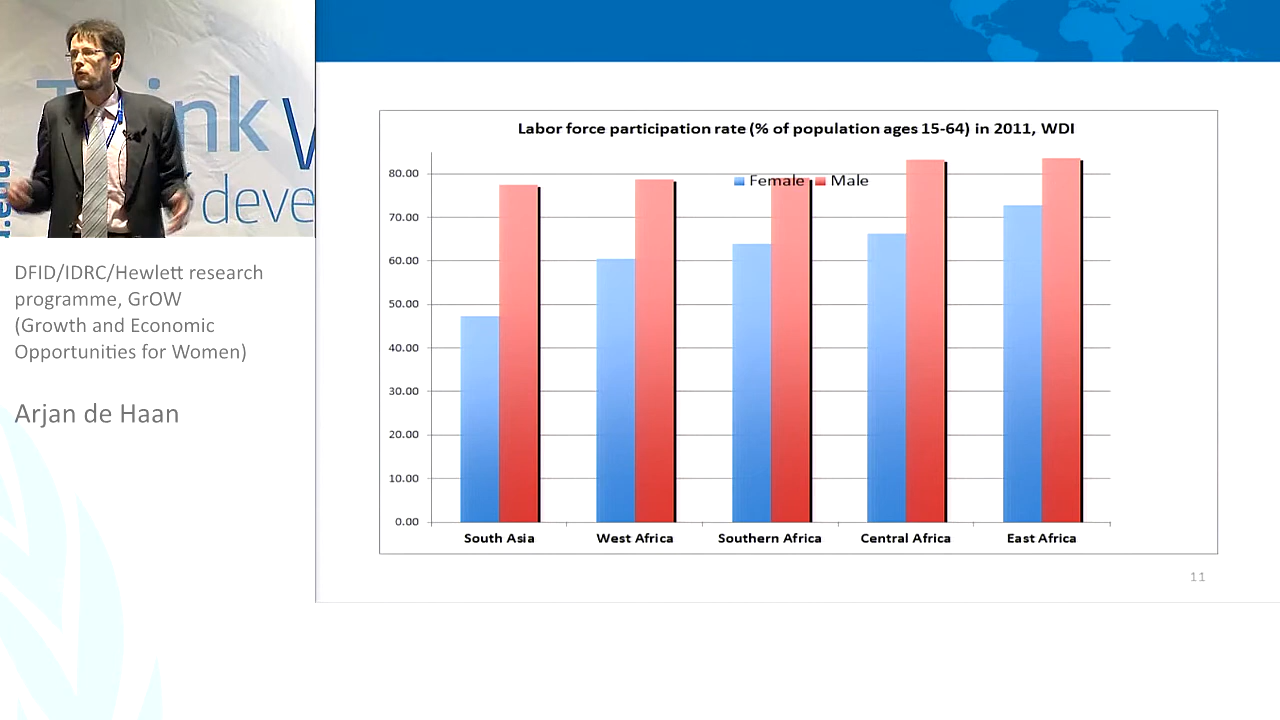 Think
deve
DFID/IDRC/Hewlett research
programme, GrOW
(Growth and Economic
Opportunities for Women)
Arjan de Haan
Labor force participation rate (% of population ages 15-64) in 2011, WDI
Female Male
80.00
70.00
60.00
50.00
40.00
30.00
20.00
10.00
0.00
South Asia West Africa Southern Africa Central Africa East Africa
11